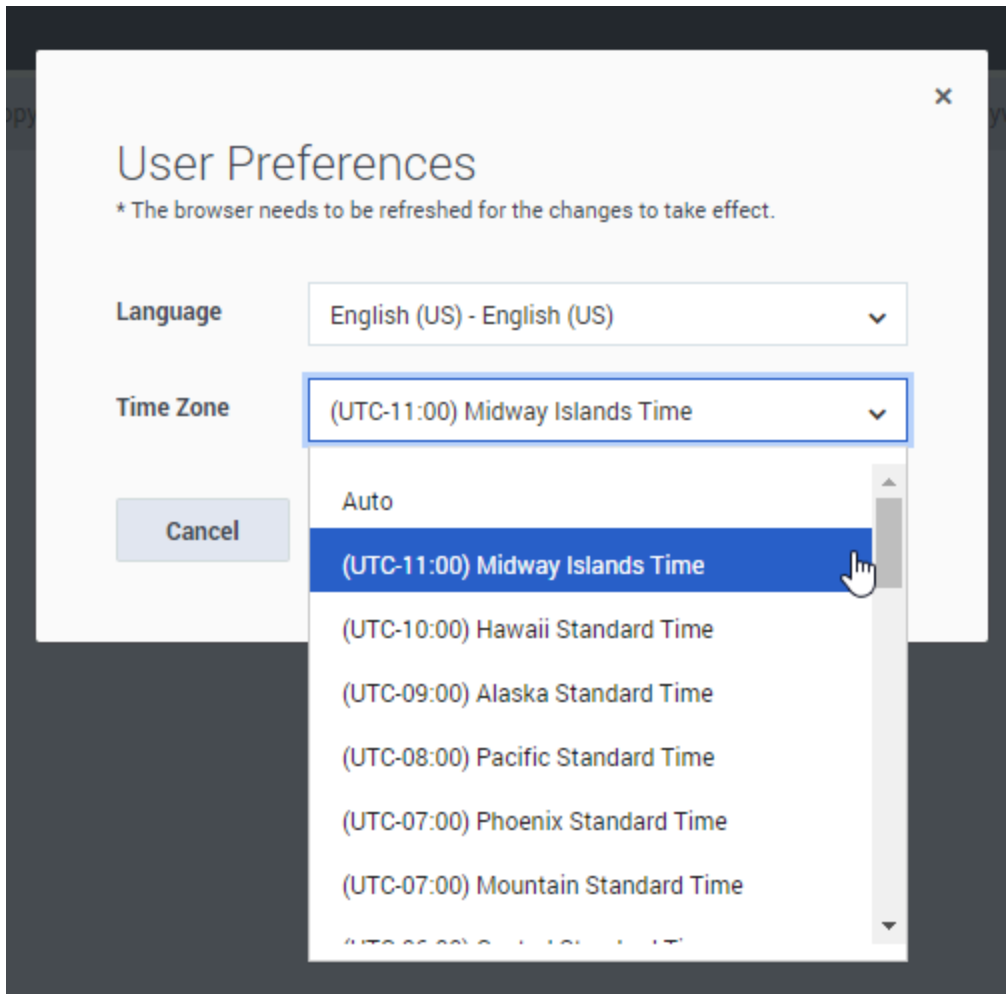 User Preferences
* The browser needs to be refreshed for the changes to take effect.
Language
English (US) - English (US)
Time Zone
(UTC-11:00) Midway Islands Time
Cancel
Auto
(UTC-11:00) Midway Islands Time
(UTC-10:00) Hawaii Standard Time
(UTC-09:00) Alaska Standard Time
(UTC-08:00) Pacific Standard Time
(UTC-07:00) Phoenix Standard Time
(UTC-07:00) Mountain Standard Time